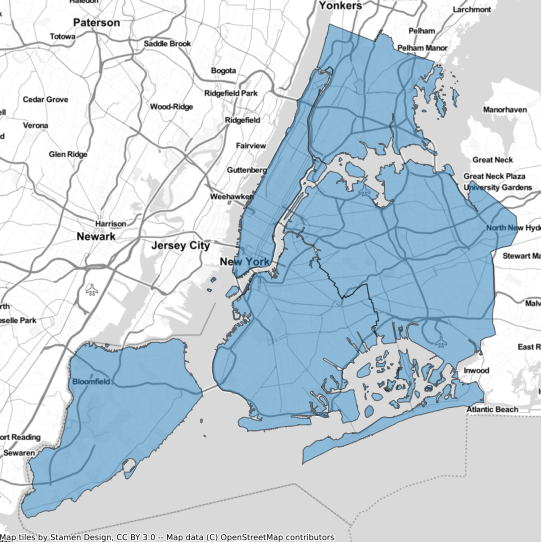 Haledon
Yonkers
Larchmont
Paterson
Totowa
Pelham
Saddle Brook
Pelham Manor
Bogota
Cedar Grove
Ridgefield Park
Wood-Ridge
Manorhaven
Verona
Ridgefield
Glen Ridge
Fairview
Great Neck
Guttenberg
Great Neck Plaza
University Gardens
Weehawken
Harrison
North New Hyde
Newark
Jersey City
Stewart Ma
New York
rth
Malv
oselle Park
East R
Inwood
Bloomfield
Atlantic Beach
ort Reading
Sewaren
Map tiles by Stamen Design, CC BY 3.0 -- Map data (C) OpenStreetMap contributors